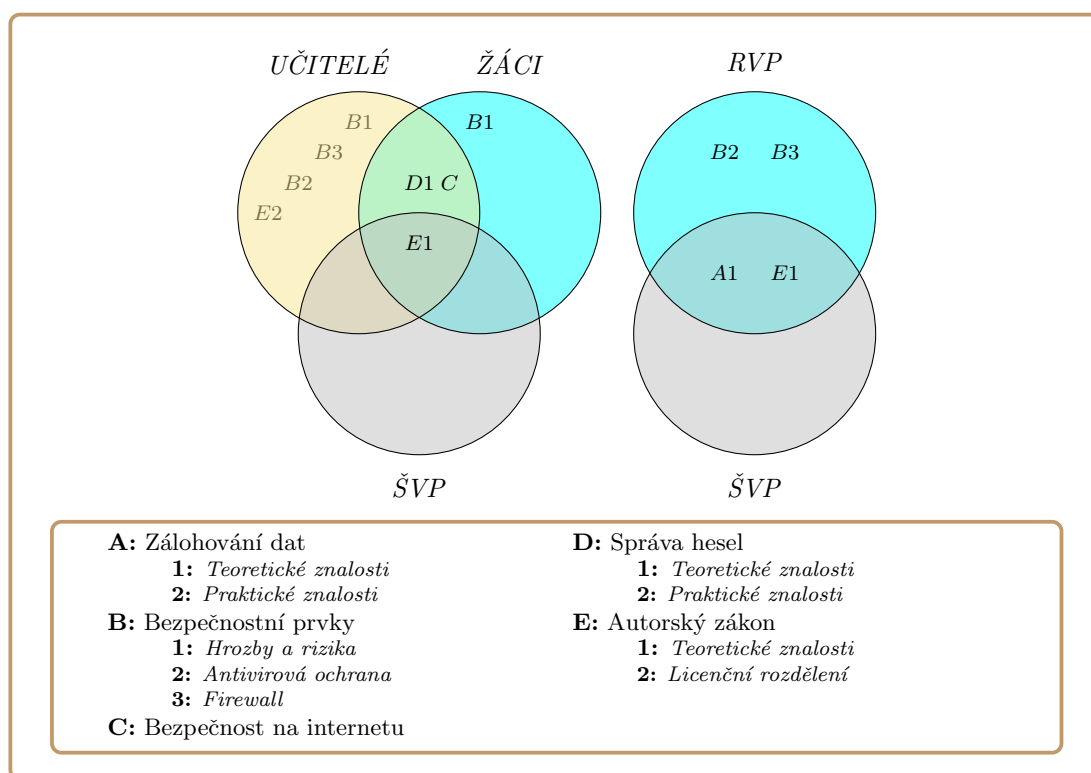 UČITELÉ ŽÁCI RVP
B1 B1
B3 B2 B3
B2 D1 C
E2
E1 A1 E1
ŠVP ŠVP
A: Zálohování dat
1: Teoretické znalosti
2: Praktické znalosti
B: Bezpečnostní prvky
1: Hrozby a rizika
2: Antivirová ochrana
3: Firewall
C: Bezpečnost na internetu
D: Správa hesel
1: Teoretické znalosti
2: Praktické znalosti
E: Autorský zákon
1: Teoretické znalosti
2: Licenční rozdělení